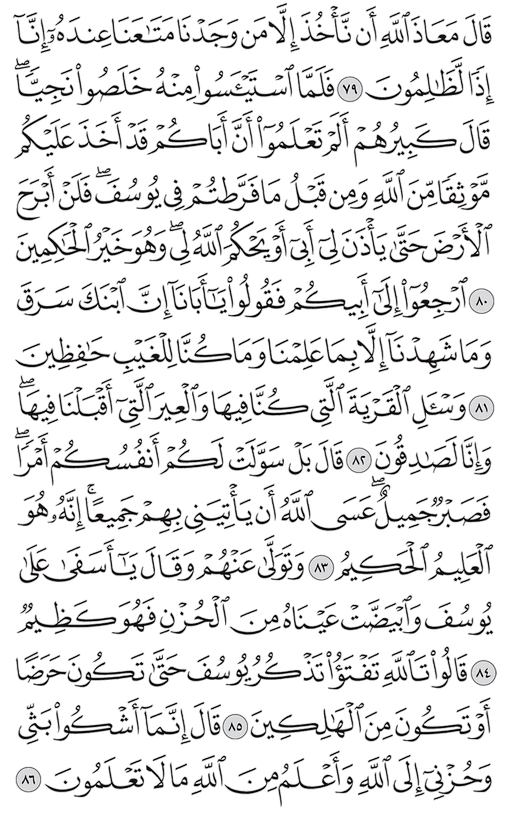 قَالَ مَعَاذَ ٱللَّهِ أَن نَّأۡخُذَ إِلَّا مَن وَجَدۡنَا مَتَٰعَنَا عِندَهُۥٓ إِنَّآ
إِذٗا لَّظَٰلِمُونَ ٧٩ فَلَمَّا ٱسۡتَيۡـَٔسُواْ مِنۡهُ خَلَصُواْ نَجِيّٗاۖ
قَالَ كَبِيرُهُمۡ أَلَمۡ تَعۡلَمُوٓاْ أَنَّ أَبَاكُمۡ قَدۡ أَخَذَ عَلَيۡكُم
مَّوۡثِقٗا مِّنَ ٱللَّهِ وَمِن قَبۡلُ مَا فَرَّطتُمۡ فِي يُوسُفَۖ فَلَنۡ أَبۡرَحَ
ٱلۡأَرۡضَ حَتَّىٰ يَأۡذَنَ لِيٓ أَبِيٓ أَوۡ يَحۡكُمَ ٱللَّهُ لِيۖ وَهُوَ خَيۡرُ ٱلۡحَٰكِمِينَ
٨٠ ٱرۡجِعُوٓاْ إِلَىٰٓ أَبِيكُمۡ فَقُولُواْ يَٰٓأَبَانَآ إِنَّ ٱبۡنَكَ سَرَقَ
وَمَا شَهِدۡنَآ إِلَّا بِمَا عَلِمۡنَا وَمَا كُنَّا لِلۡغَيۡبِ حَٰفِظِينَ
٨١ وَسۡـَٔلِ ٱلۡقَرۡيَةَ ٱلَّتِي كُنَّا فِيهَا وَٱلۡعِيرَ ٱلَّتِيٓ أَقۡبَلۡنَا فِيهَاۖ
وَإِنَّا لَصَٰدِقُونَ ٨٢ قَالَ بَلۡ سَوَّلَتۡ لَكُمۡ أَنفُسُكُمۡ أَمۡرٗاۖ
فَصَبۡرٞ جَمِيلٌۖ عَسَى ٱللَّهُ أَن يَأۡتِيَنِي بِهِمۡ جَمِيعًاۚ إِنَّهُۥ هُوَ
ٱلۡعَلِيمُ ٱلۡحَكِيمُ ٨٣ وَتَوَلَّىٰ عَنۡهُمۡ وَقَالَ يَٰٓأَسَفَىٰ عَلَىٰ
يُوسُفَ وَٱبۡيَضَّتۡ عَيۡنَاهُ مِنَ ٱلۡحُزۡنِ فَهُوَ كَظِيمٞ
٨٤ قَالُواْ تَٱللَّهِ تَفۡتَؤُاْ تَذۡكُرُ يُوسُفَ حَتَّىٰ تَكُونَ حَرَضًا
أَوۡ تَكُونَ مِنَ ٱلۡهَٰلِكِينَ ٨٥ قَالَ إِنَّمَآ أَشۡكُواْ بَثِّي
وَحُزۡنِيٓ إِلَى ٱللَّهِ وَأَعۡلَمُ مِنَ ٱللَّهِ مَا لَا تَعۡلَمُونَ ٨٦